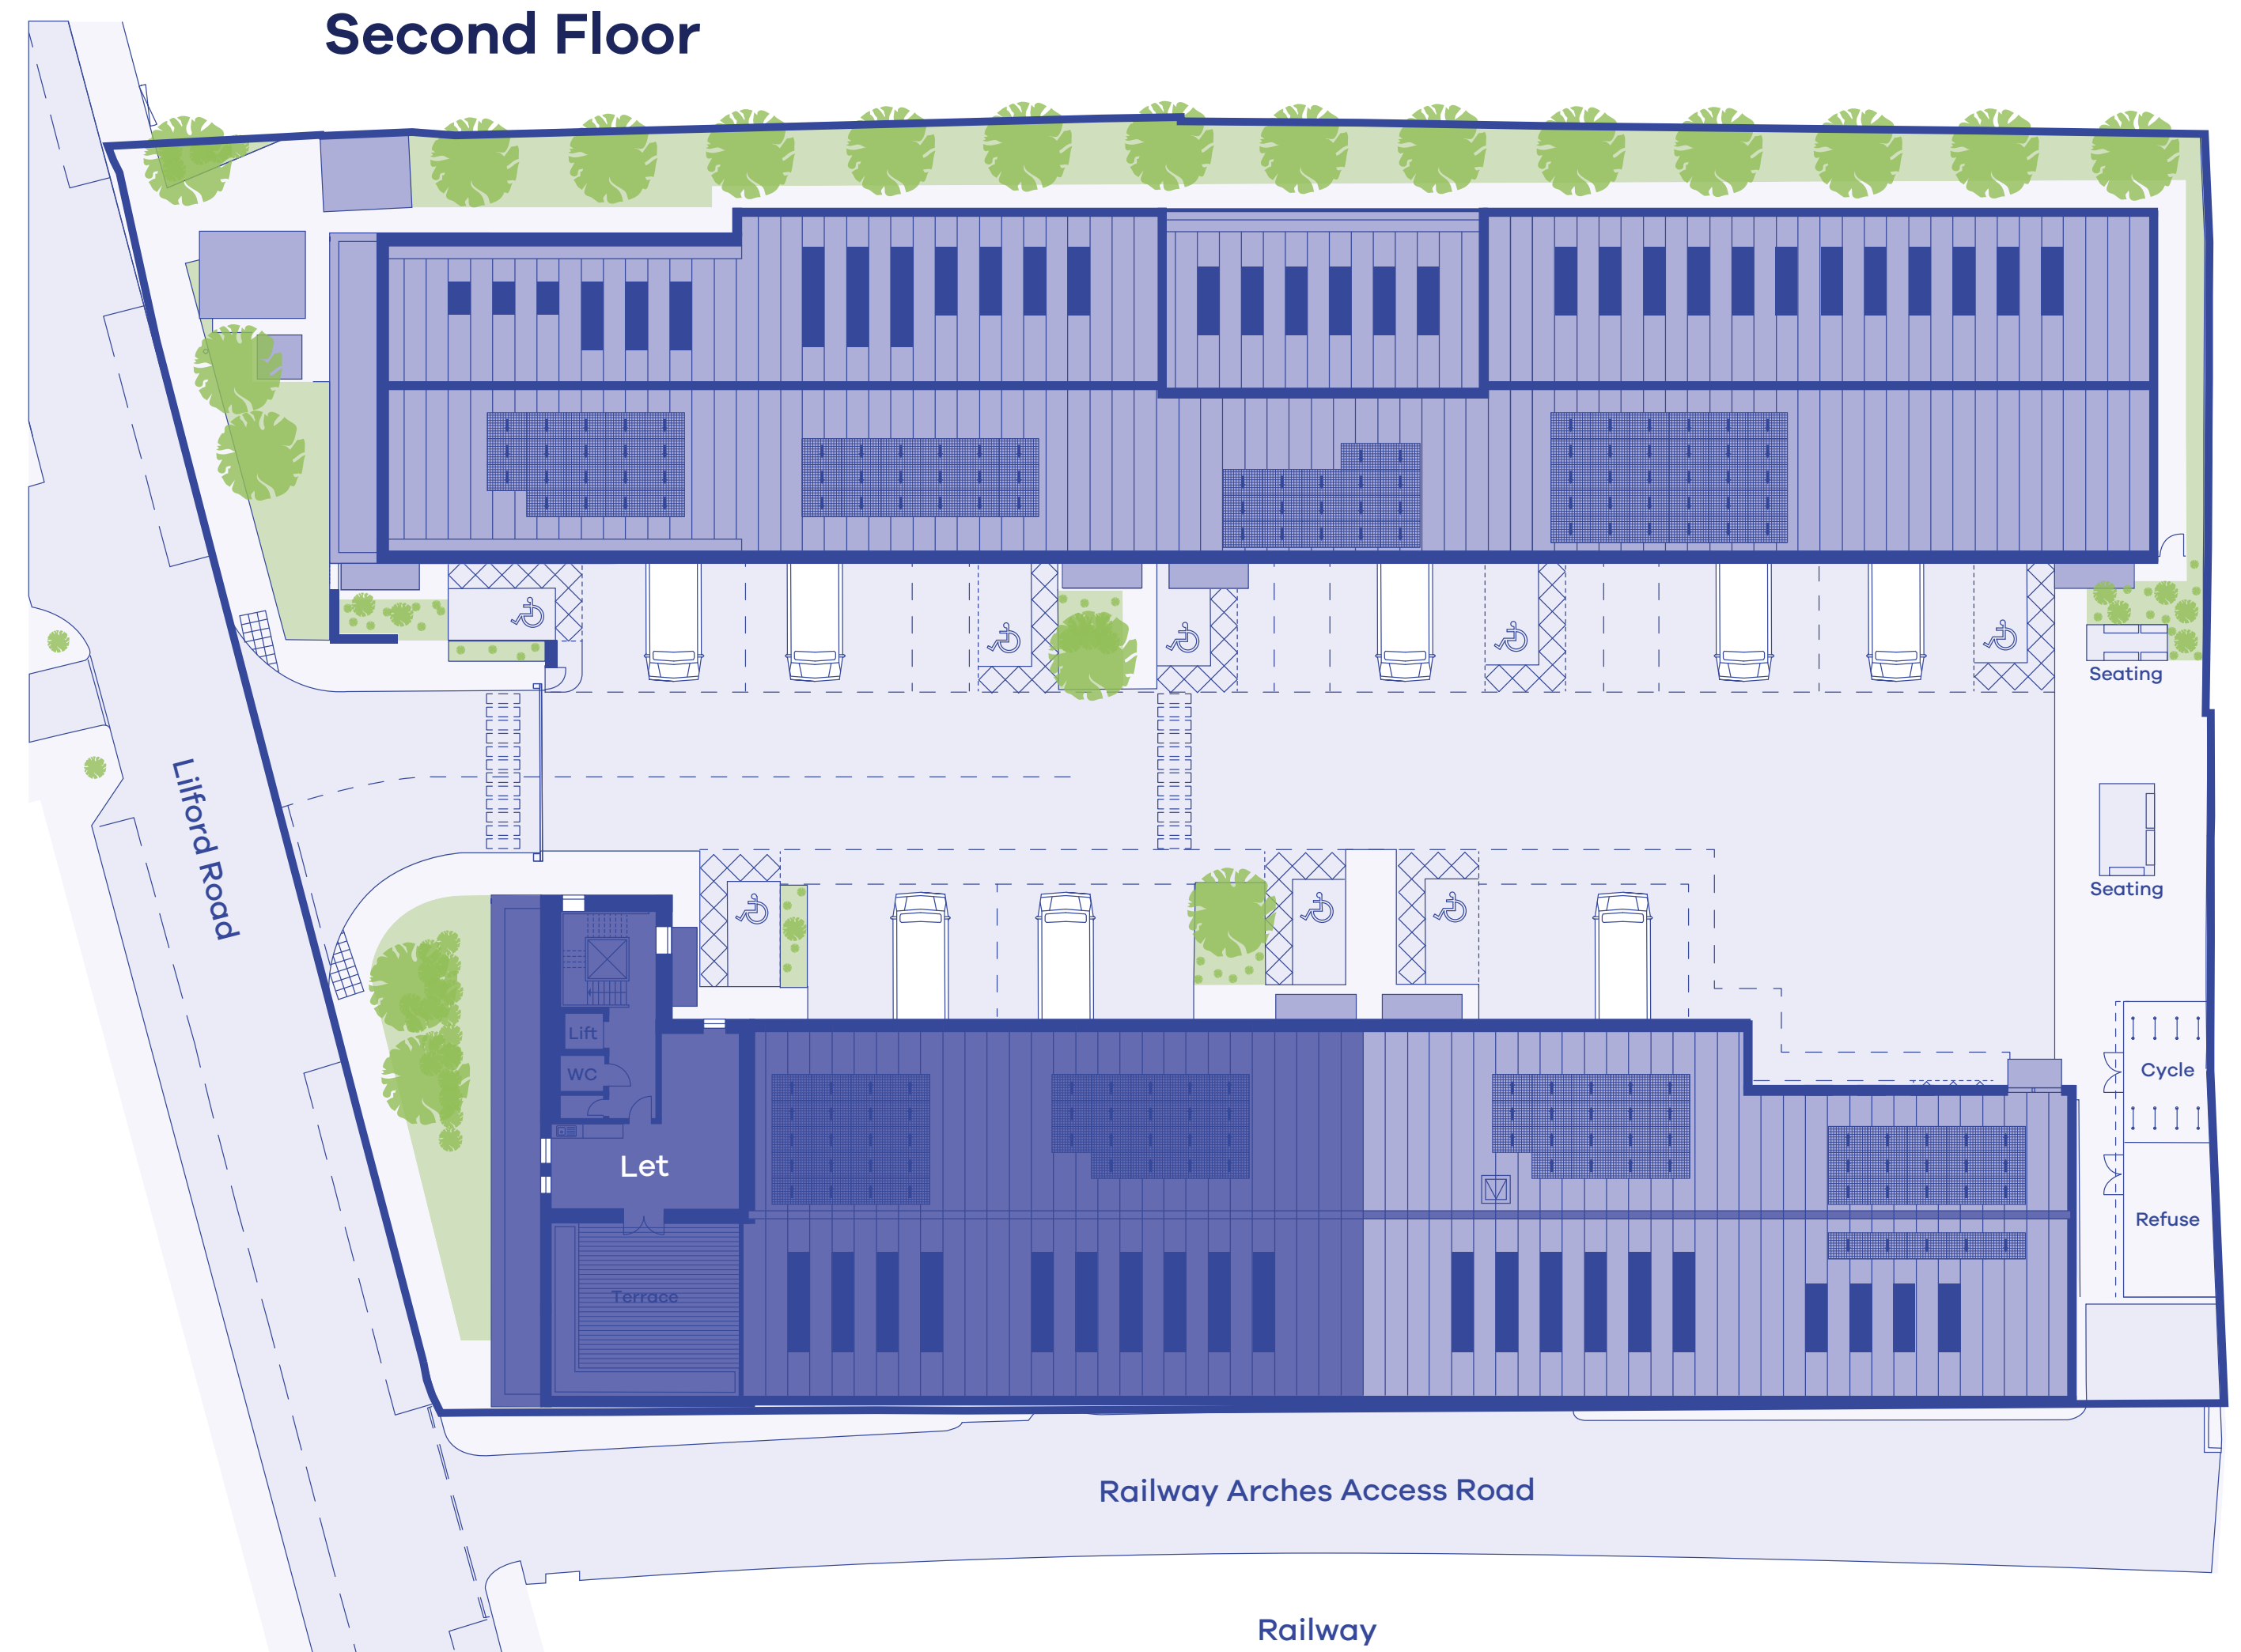 Second Floor
Seating
Lilford Road
Seating
Lift
Cycle
WC
Let
Refuse
Terrace
Railway Arches Access Road
Railway